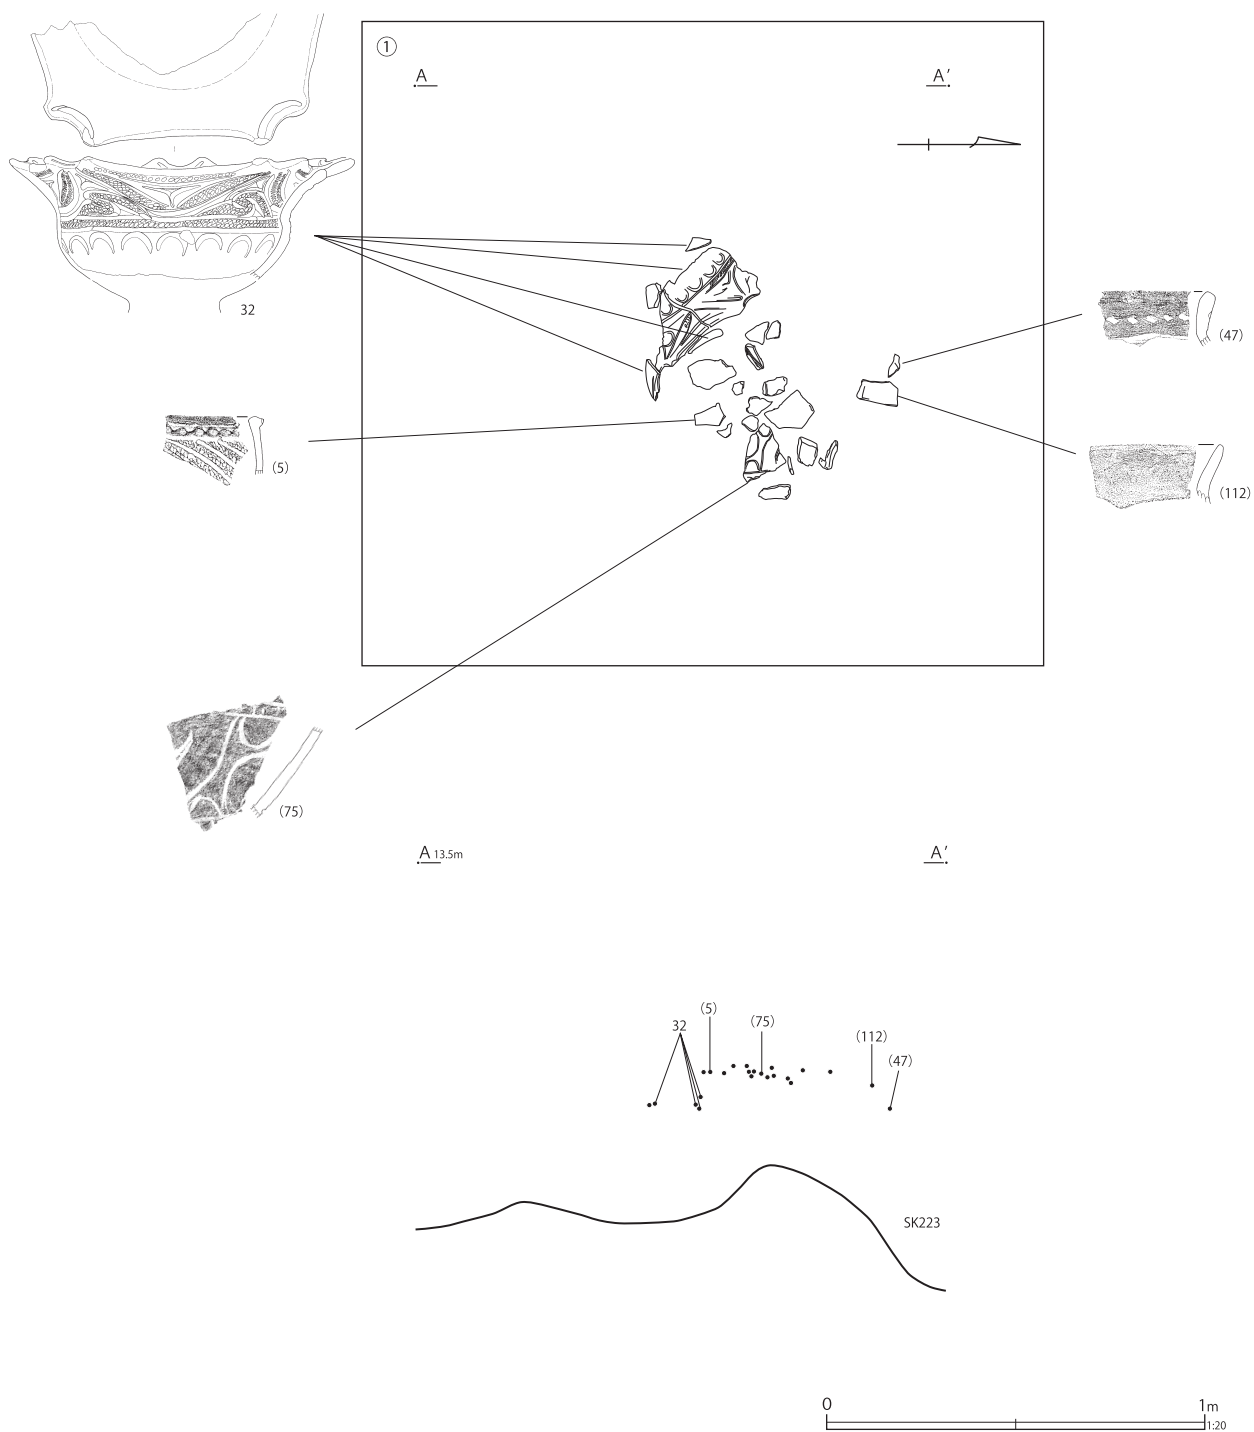 ①
A
A′
32
(47)
(5)
(112)
(75)
A 13.5m
A′
(5)
32
(75)
(112)
(47)
SK223
0
1m
1:20